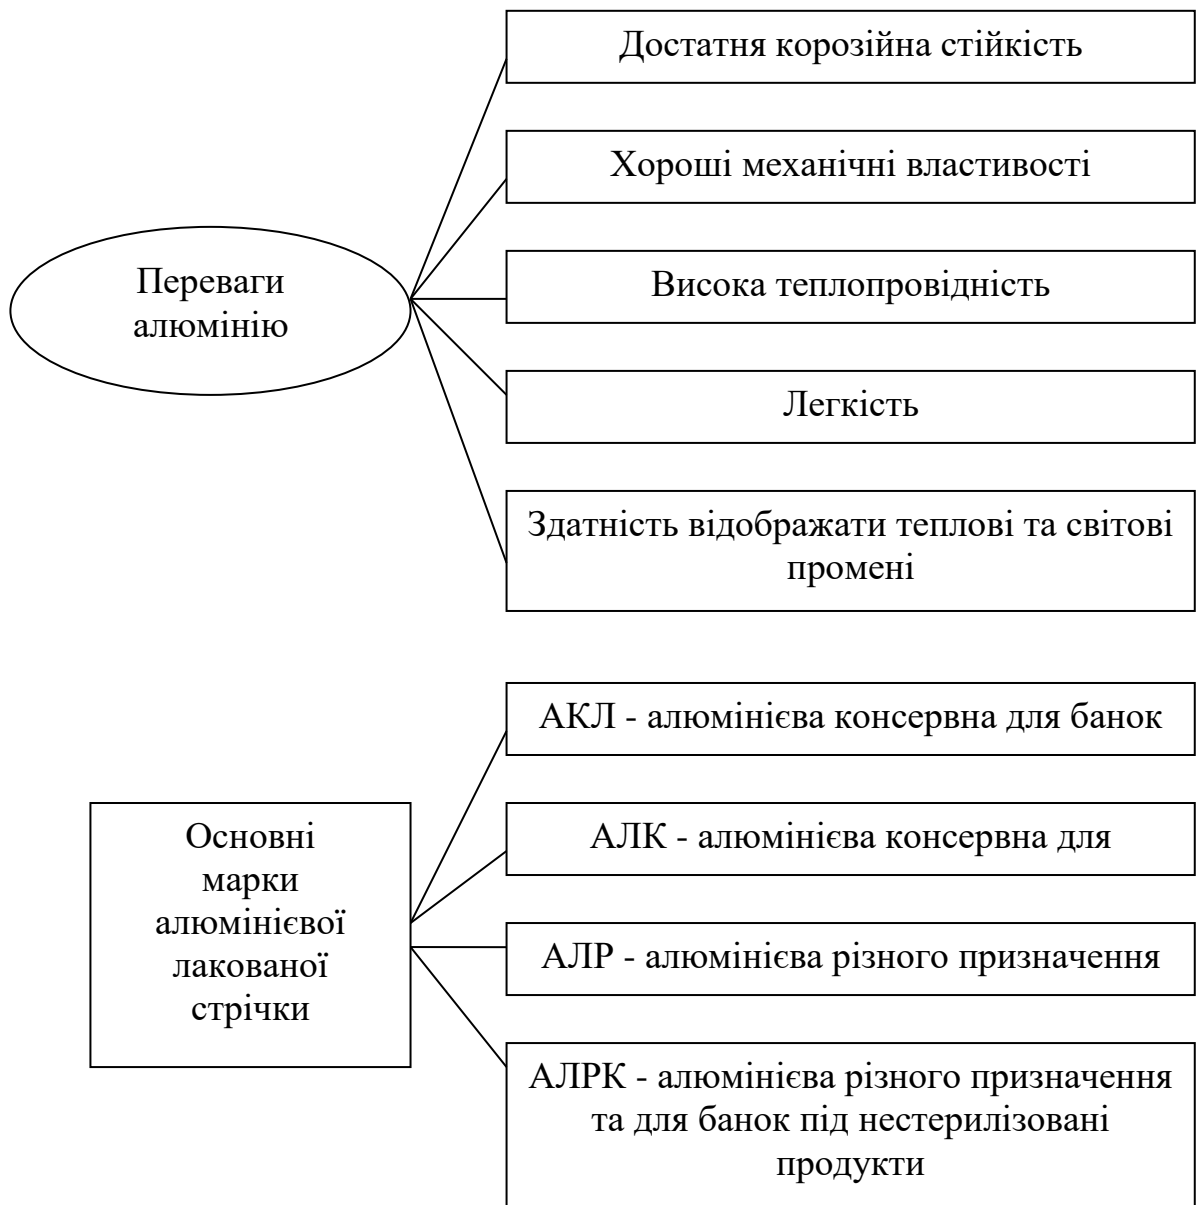 Достатня корозійна стійкість
Хороші механічні властивості
Переваги
алюмінію
Висока теплопровідність
Легкість
Здатність відображати теплові та світові
промені
АКЛ - алюмінієва консервна для банок
Основні
марки
алюмінієвої
лакованої
стрічки
АЛК - алюмінієва консервна для
АЛР - алюмінієва різного призначення
АЛРК - алюмінієва різного призначення
та для банок під нестерилізовані
продукти